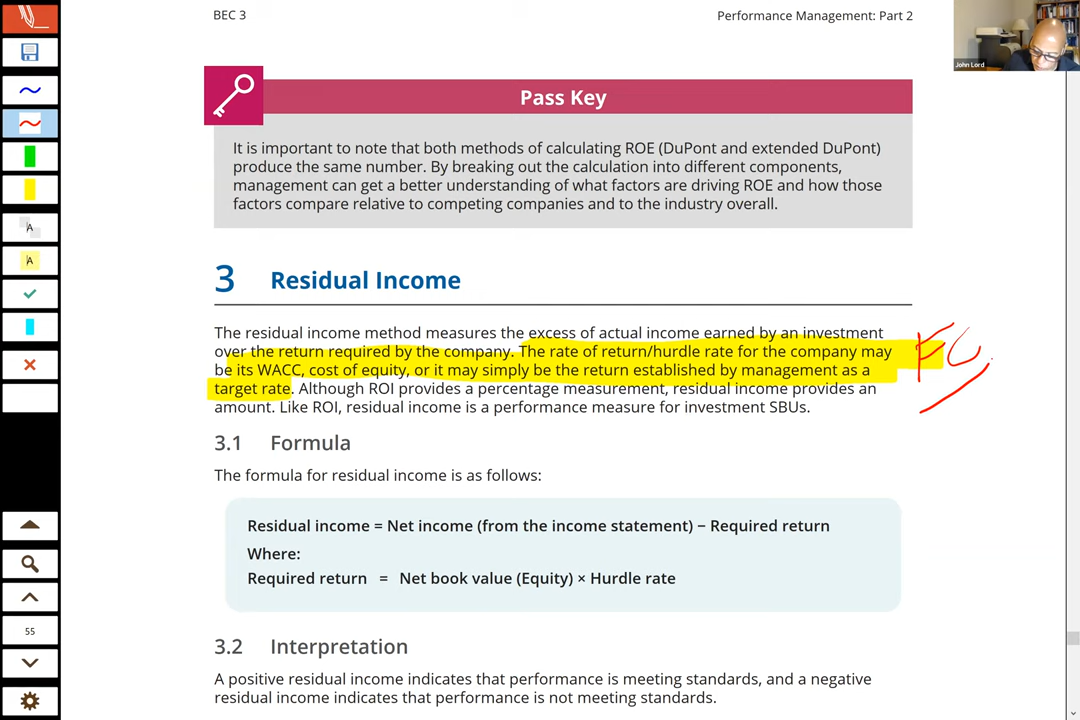 BEC 3
Performance Management: Part 2
John Lord
Pass Key
It is important to note that both methods of calculating ROE (DuPont and extended DuPont)
produce the same number. By breaking out the calculation into different components,
management can get a better understanding of what factors are driving ROE and how those
factors compare relative to competing companies and to the industry overall.
3 Residual Income
The residual income method measures the excess of actual income earned by an investment
over the return required by the company. The rate of return/hurdle rate for the company may
be its WACC, cost of equity, or it may simply be the return established by management as a
target rate. Although ROI provides a percentage measurement, residual income provides an
amount. Like ROI, residual income is a performance measure for investment SBUs.
FC
3.1 Formula
The formula for residual income is as follows:
Residual income = Net income (from the income statement) − Required return
Where:
Required return = Net book value (Equity) × Hurdle rate
3.2 Interpretation
A positive residual income indicates that performance is meeting standards, and a negative
residual income indicates that performance is not meeting standards.
A
A
55